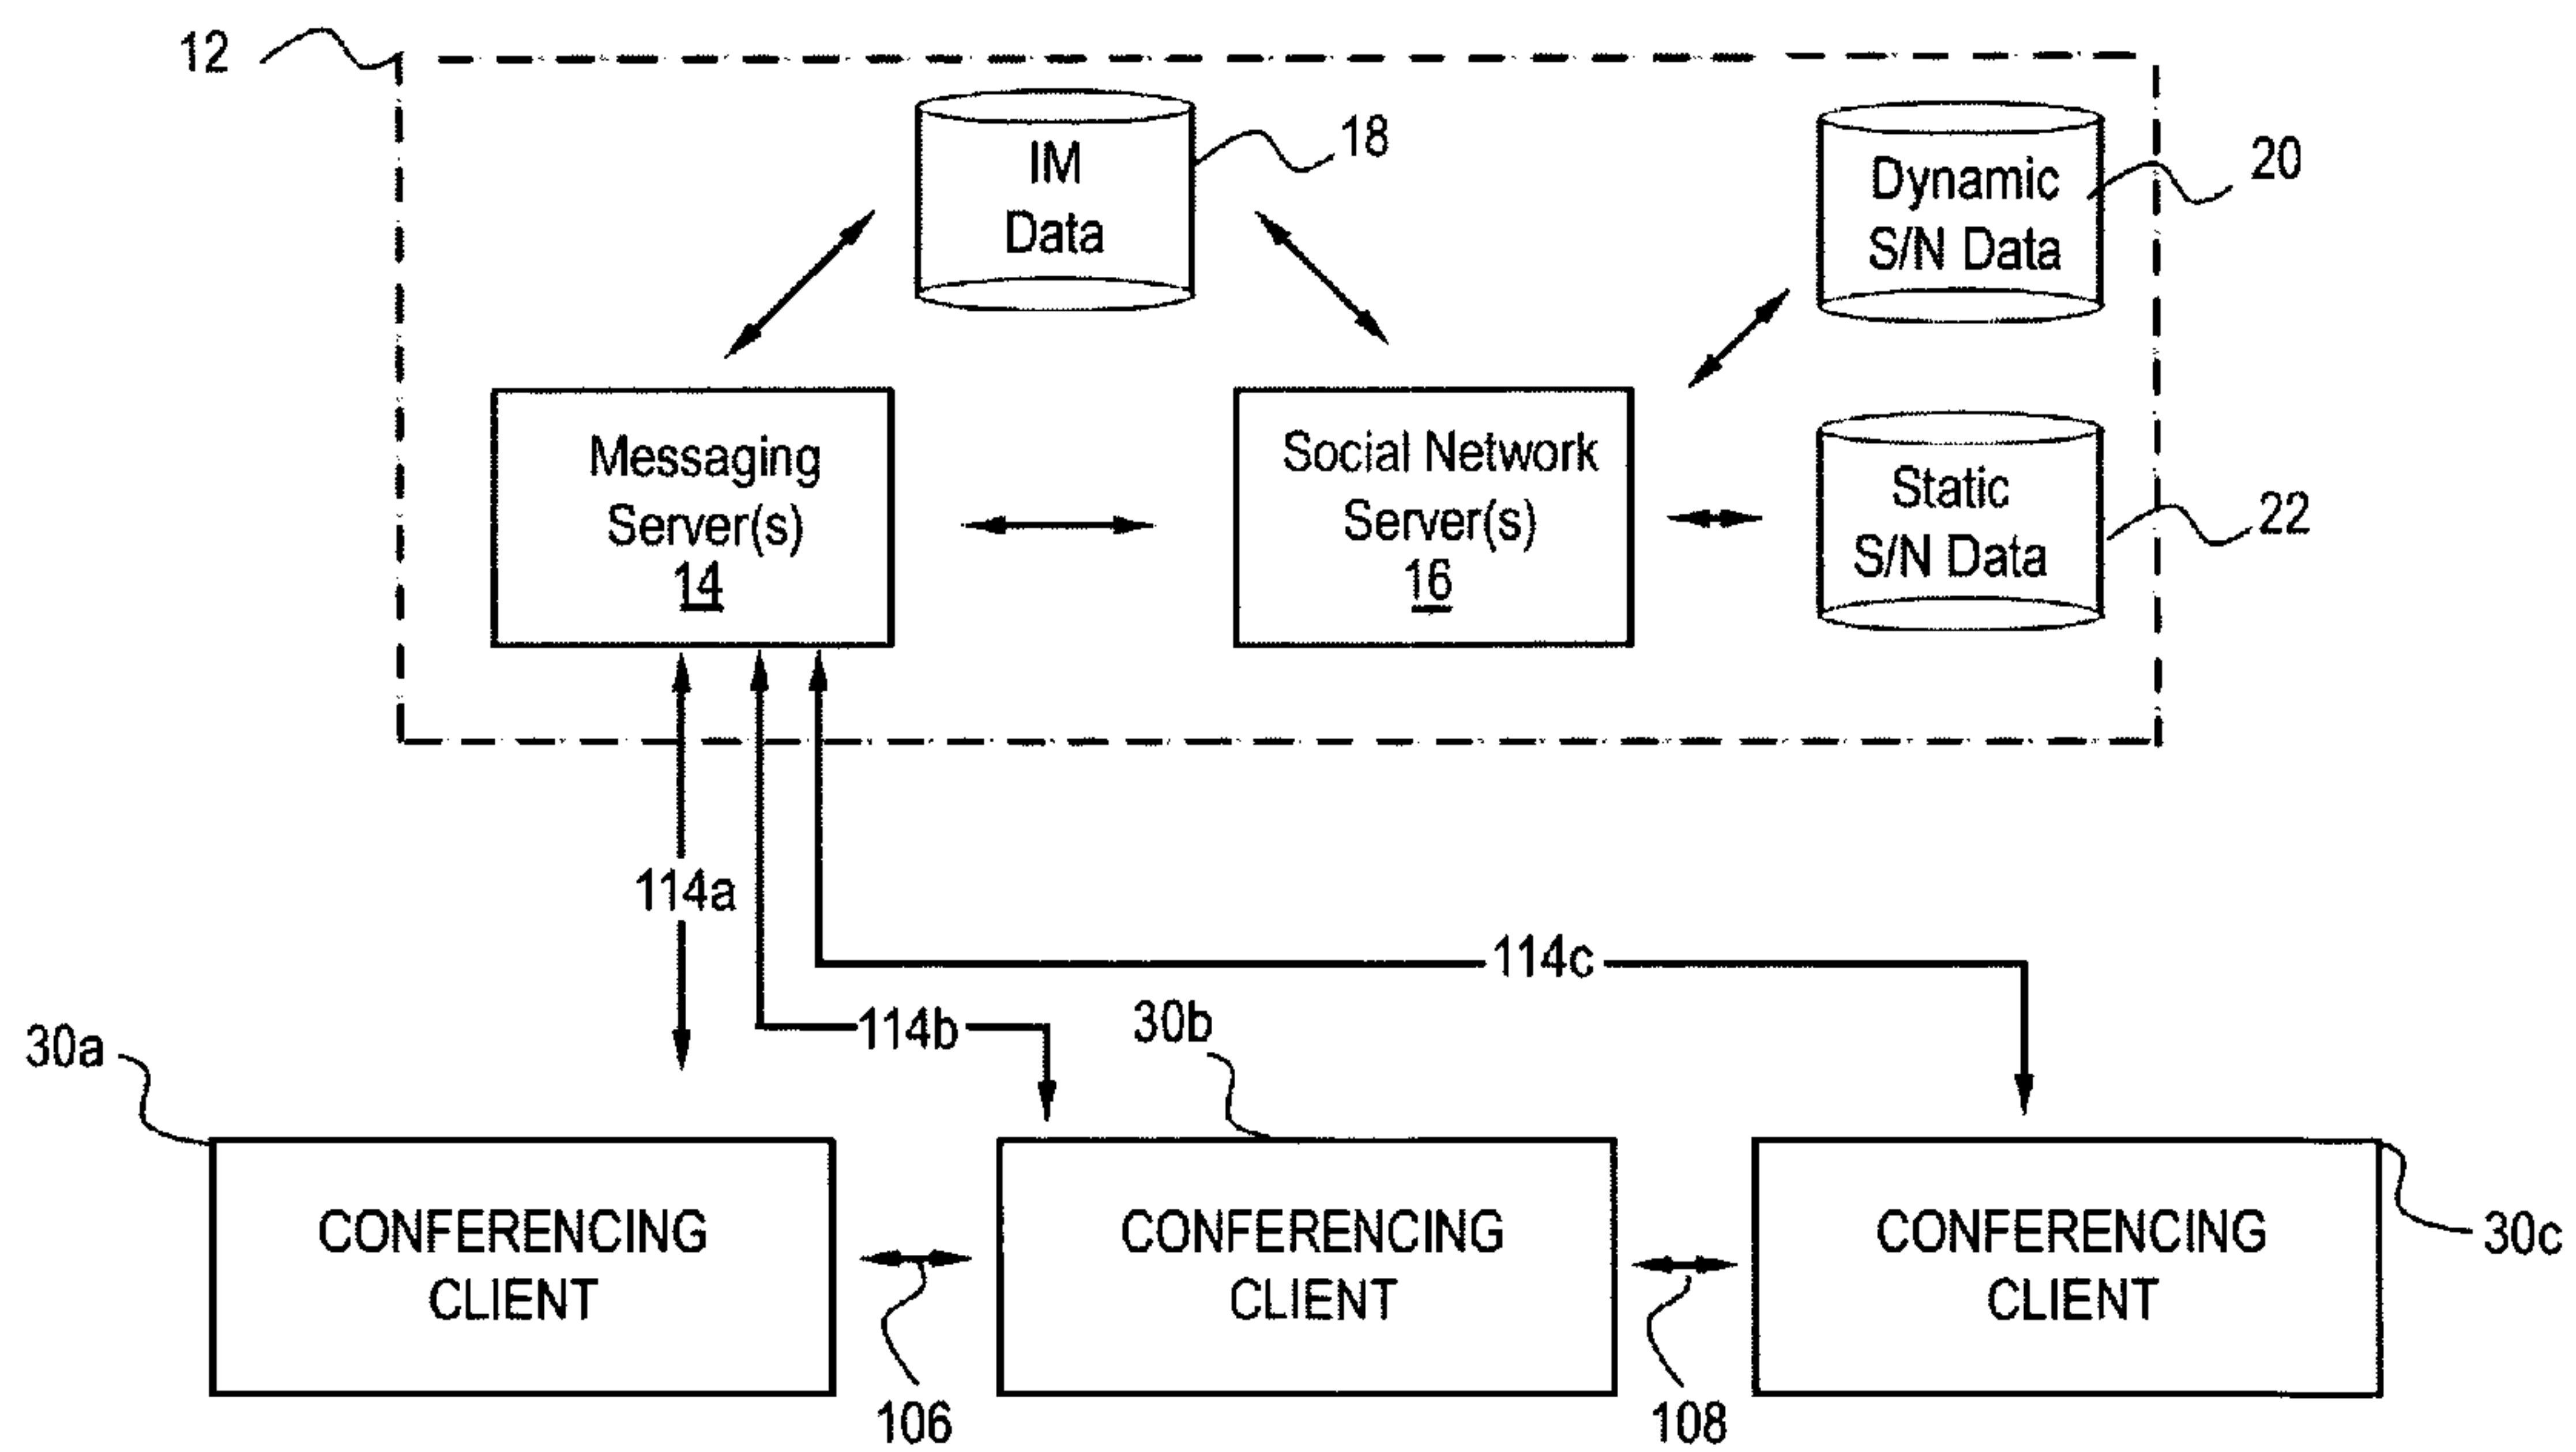 12
IM
Data
18
Dynamic
S/N Data
20
Messaging
Server(s)
14
Social Network
Server(s)
16
Static
S/N Data
22
114a
114b
114c
30a
30b
30c
CONFERENCING
CLIENT
CONFERENCING
CLIENT
CONFERENCING
CLIENT
106
108